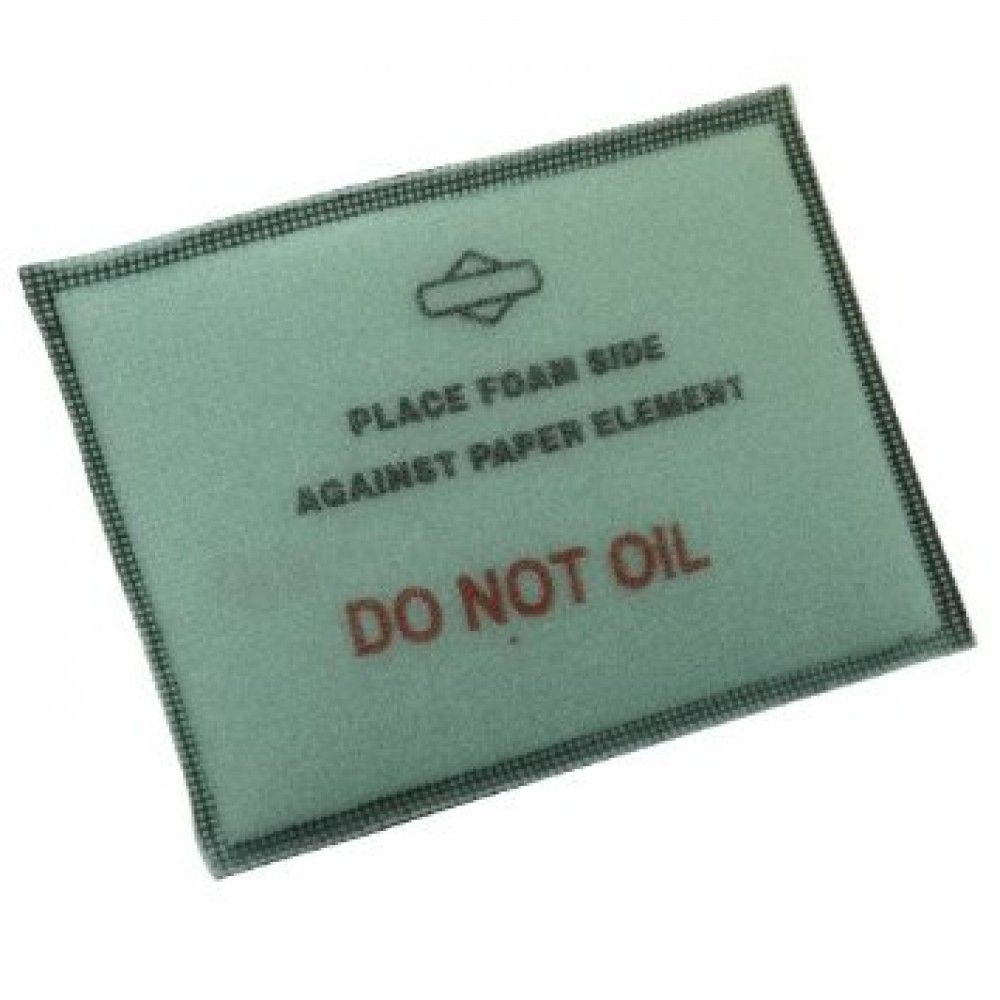 PLACE FOAM SIDE
AGAINST PAPER ELEMENT
DO NOT OIL